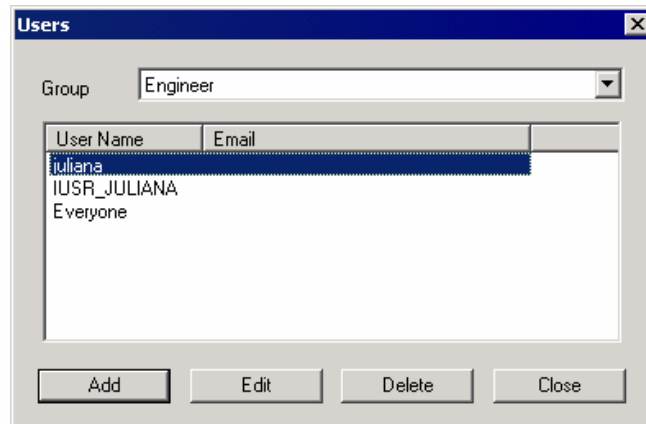 Users
Group Engineer
User Name Email
juliana
IUSR_JULIANA
Everyone
Add Edit Delete Close